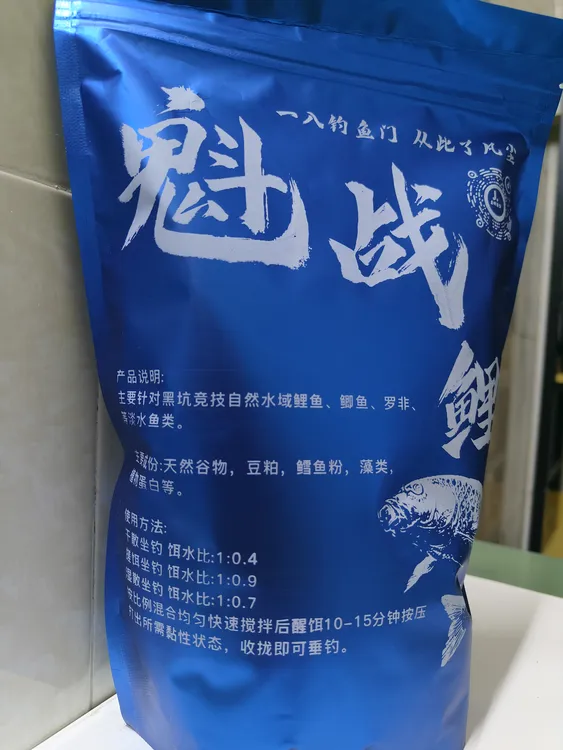 一入钓鱼门 从此了凡尘
魁战
鲤
产品说明:
主要针对黑坑竞技自然水域鲤鱼、鲫鱼、罗非、
等淡水鱼类。
主要成份:天然谷物，豆粕，鳕鱼粉，藻类，
植物蛋白等。
使用方法:
干散坐钓 饵水比:1:0.4
搓饵坐钓 饵水比:1:0.9
湿散坐钓 饵水比:1:0.7
按比例混合均匀快速搅拌后醒饵10-15分钟按压
打出所需黏性状态，收拢即可垂钓。